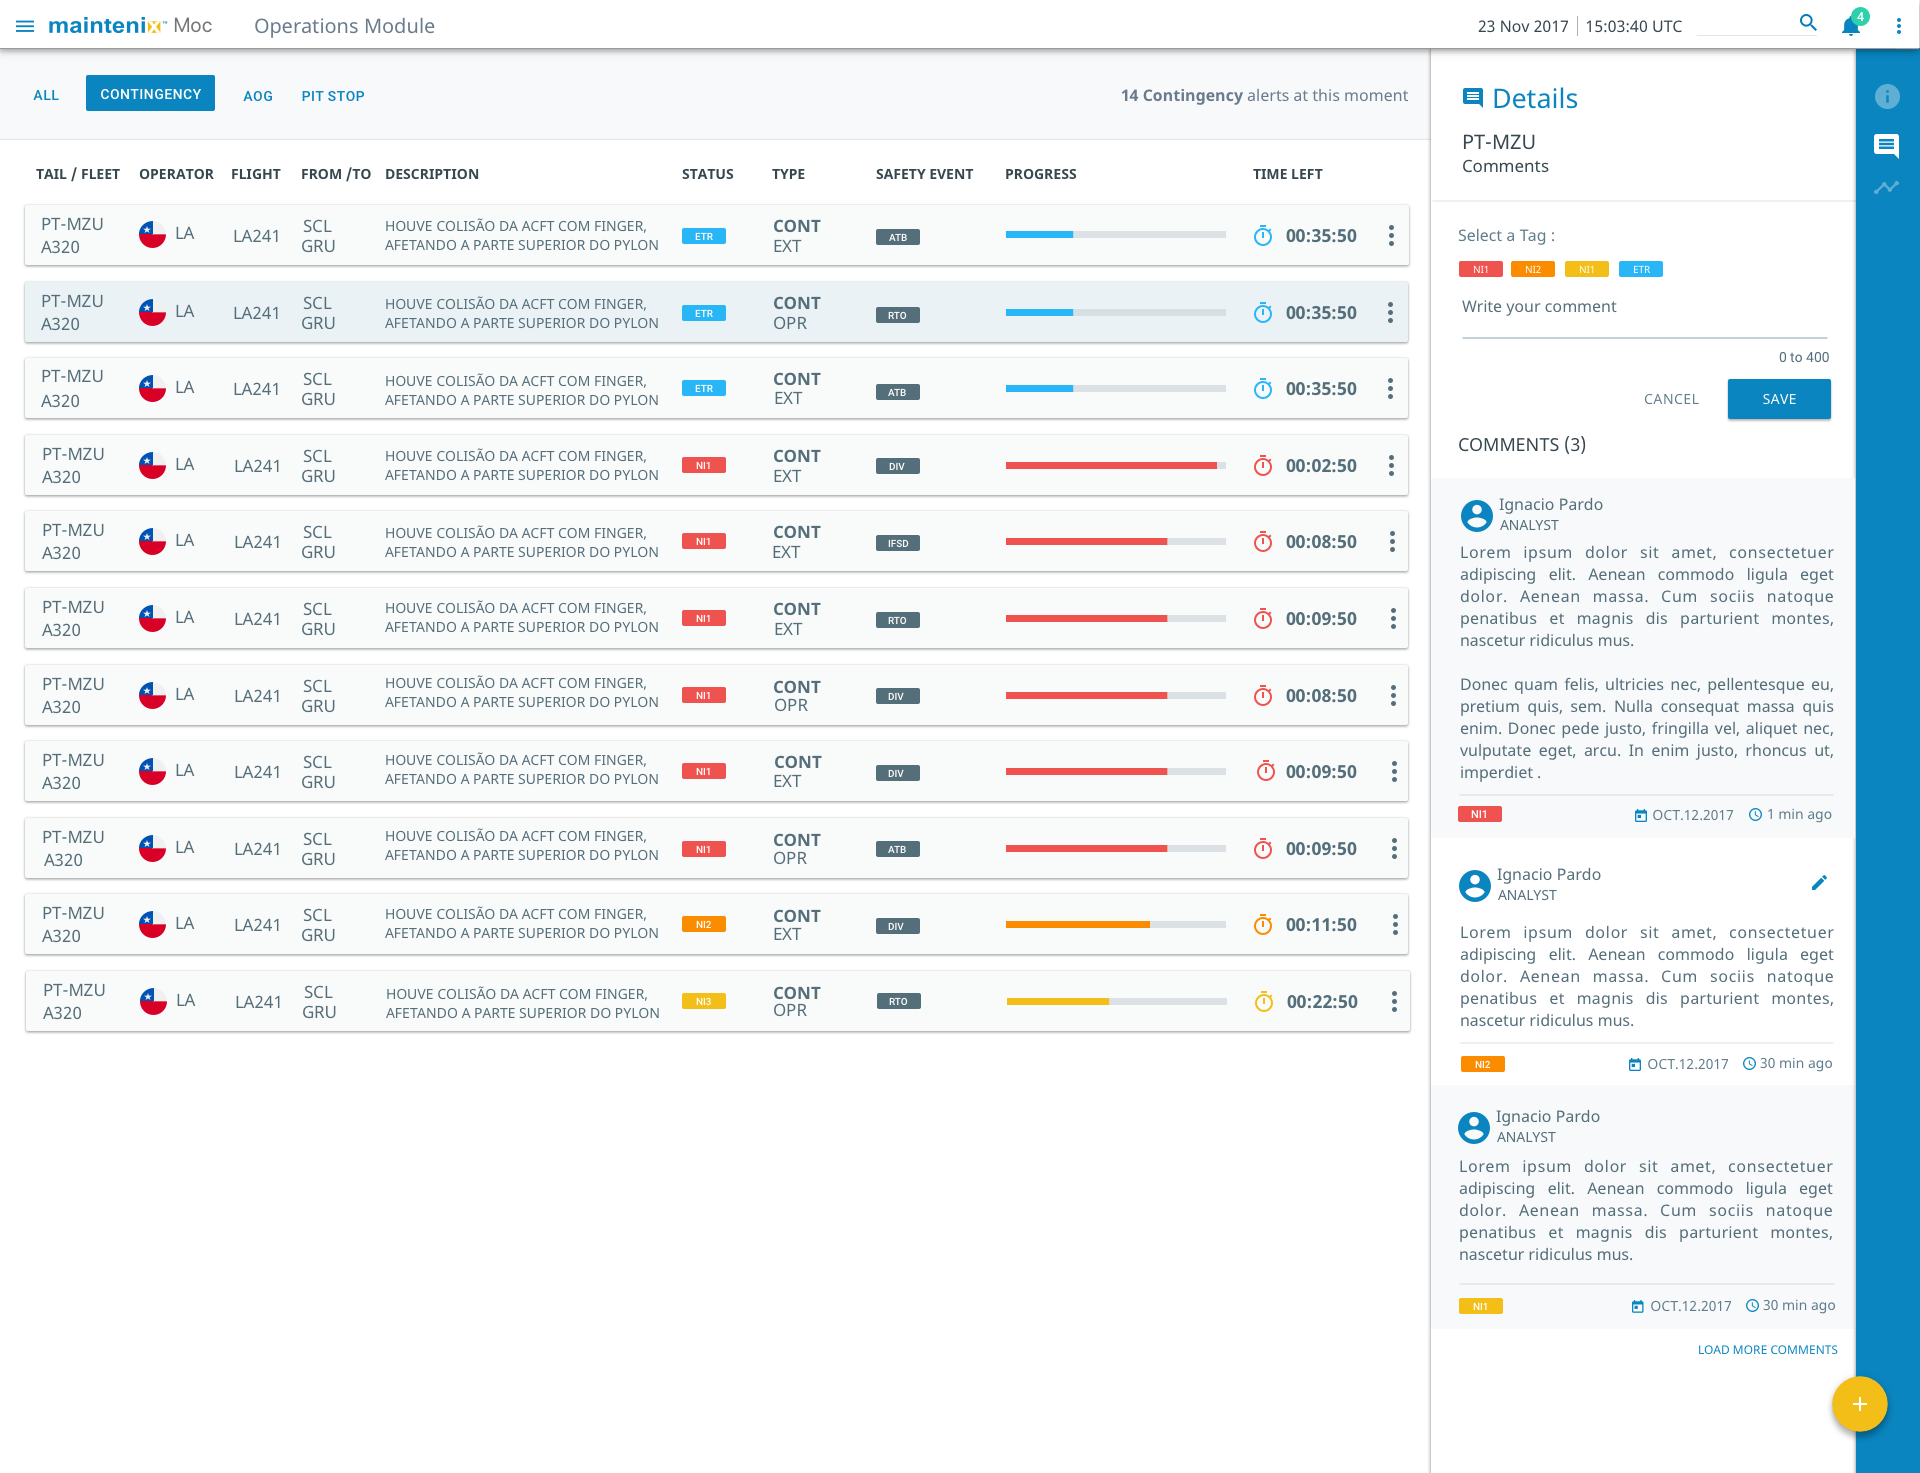 maintenix™ Moc
Operations Module
23 Nov 2017 | 15:03:40 UTC
4
ALL
CONTINGENCY
AOG
PIT STOP
14 Contingency alerts at this moment
TAIL / FLEET OPERATOR FLIGHT FROM /TO DESCRIPTION STATUS TYPE SAFETY EVENT PROGRESS TIME LEFT
PT-MZU SCL HOUVE COLISÃO DA ACFT COM FINGER, CONT
A320 LA LA241 GRU AFETANDO A PARTE SUPERIOR DO PYLON ETR EXT ATB 00:35:50
PT-MZU SCL HOUVE COLISÃO DA ACFT COM FINGER, CONT
A320 LA LA241 GRU AFETANDO A PARTE SUPERIOR DO PYLON ETR OPR RTO 00:35:50
PT-MZU SCL HOUVE COLISÃO DA ACFT COM FINGER, CONT
A320 LA LA241 GRU AFETANDO A PARTE SUPERIOR DO PYLON ETR EXT ATB 00:35:50
PT-MZU SCL HOUVE COLISÃO DA ACFT COM FINGER, CONT
A320 LA LA241 GRU AFETANDO A PARTE SUPERIOR DO PYLON NI1 EXT DIV 00:02:50
PT-MZU SCL HOUVE COLISÃO DA ACFT COM FINGER, CONT
A320 LA LA241 GRU AFETANDO A PARTE SUPERIOR DO PYLON NI1 EXT IFSD 00:08:50
PT-MZU SCL HOUVE COLISÃO DA ACFT COM FINGER, CONT
A320 LA LA241 GRU AFETANDO A PARTE SUPERIOR DO PYLON NI1 EXT RTO 00:09:50
PT-MZU SCL HOUVE COLISÃO DA ACFT COM FINGER, CONT
A320 LA LA241 GRU AFETANDO A PARTE SUPERIOR DO PYLON NI1 OPR DIV 00:08:50
PT-MZU SCL HOUVE COLISÃO DA ACFT COM FINGER, CONT
A320 LA LA241 GRU AFETANDO A PARTE SUPERIOR DO PYLON NI1 EXT DIV 00:09:50
PT-MZU SCL HOUVE COLISÃO DA ACFT COM FINGER, CONT
A320 LA LA241 GRU AFETANDO A PARTE SUPERIOR DO PYLON NI1 OPR ATB 00:09:50
PT-MZU SCL HOUVE COLISÃO DA ACFT COM FINGER, CONT
A320 LA LA241 GRU AFETANDO A PARTE SUPERIOR DO PYLON NI2 EXT DIV 00:11:50
PT-MZU SCL HOUVE COLISÃO DA ACFT COM FINGER, CONT
A320 LA LA241 GRU AFETANDO A PARTE SUPERIOR DO PYLON NI3 OPR RTO 00:22:50
Details
PT-MZU
Comments
Select a Tag :
NI1 NI2 NI1 ETR
Write your comment
0 to 400
CANCEL SAVE
COMMENTS (3)
Ignacio Pardo
ANALYST
Lorem ipsum dolor sit amet, consectetuer
adipiscing elit. Aenean commodo ligula eget
dolor. Aenean massa. Cum sociis natoque
penatibus et magnis dis parturient montes,
nascetur ridiculus mus.
Donec quam felis, ultricies nec, pellentesque eu,
pretium quis, sem. Nulla consequat massa quis
enim. Donec pede justo, fringilla vel, aliquet nec,
vulputate eget, arcu. In enim justo, rhoncus ut,
imperdiet .
NI1 OCT.12.2017 1 min ago
Ignacio Pardo
ANALYST
Lorem ipsum dolor sit amet, consectetuer
adipiscing elit. Aenean commodo ligula eget
dolor. Aenean massa. Cum sociis natoque
penatibus et magnis dis parturient montes,
nascetur ridiculus mus.
NI2 OCT.12.2017 30 min ago
Ignacio Pardo
ANALYST
Lorem ipsum dolor sit amet, consectetuer
adipiscing elit. Aenean commodo ligula eget
dolor. Aenean massa. Cum sociis natoque
penatibus et magnis dis parturient montes,
nascetur ridiculus mus.
NI1 OCT.12.2017 30 min ago
LOAD MORE COMMENTS